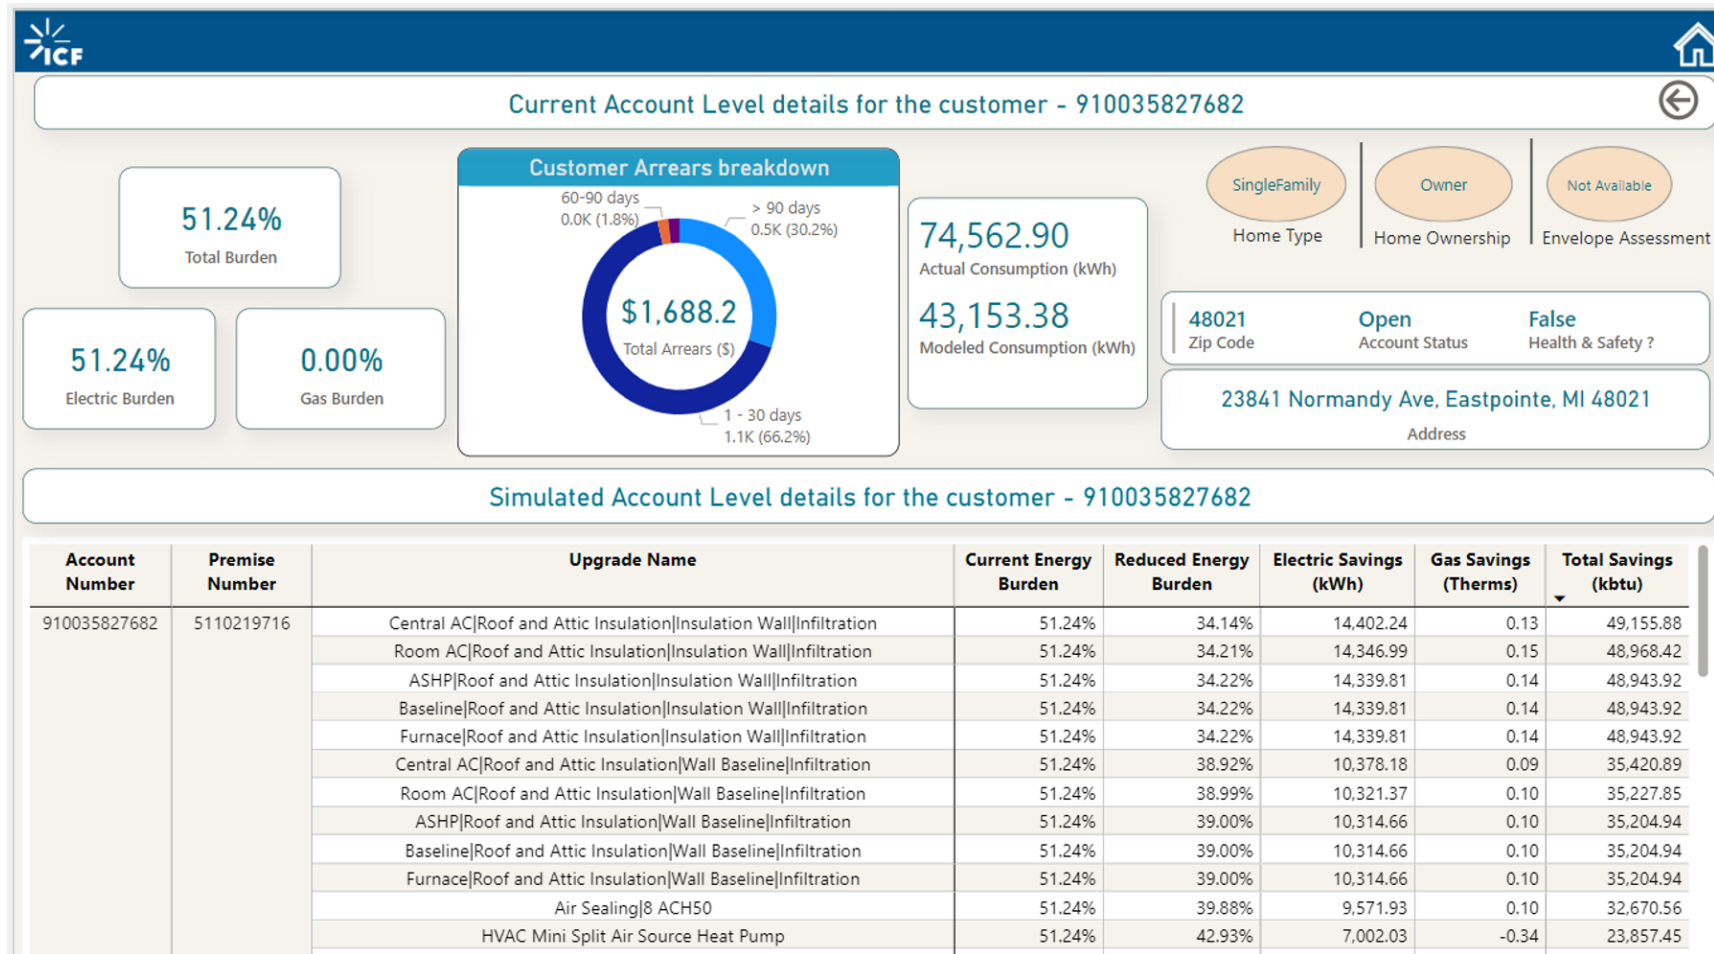 ICF
Current Account Level details for the customer - 910035827682
51.24%
Total Burden
51.24%
Electric Burden
0.00%
Gas Burden
Customer Arrears breakdown
60-90 days
0.0K (1.8%)
> 90 days
0.5K (30.2%)
$1,688.2
Total Arrears ($)
1 - 30 days
1.1K (66.2%)
74,562.90
Actual Consumption (kWh)
43,153.38
Modeled Consumption (kWh)
SingleFamily
Home Type
Owner
Home Ownership
Not Available
Envelope Assessment
48021
Zip Code
Open
Account Status
False
Health & Safety ?
23841 Normandy Ave, Eastpointe, MI 48021
Address
Simulated Account Level details for the customer - 910035827682
Account Number Premise Number Upgrade Name Current Energy Burden Reduced Energy Burden Electric Savings (kWh) Gas Savings (Therms) Total Savings (kbtu)
910035827682 5110219716 Central AC|Roof and Attic Insulation|Insulation Wall|Infiltration 51.24% 34.14% 14,402.24 0.13 49,155.88
Room AC|Roof and Attic Insulation|Insulation Wall|Infiltration 51.24% 34.21% 14,346.99 0.15 48,968.42
ASHP|Roof and Attic Insulation|Insulation Wall|Infiltration 51.24% 34.22% 14,339.81 0.14 48,943.92
Baseline|Roof and Attic Insulation|Insulation Wall|Infiltration 51.24% 34.22% 14,339.81 0.14 48,943.92
Furnace|Roof and Attic Insulation|Insulation Wall|Infiltration 51.24% 34.22% 14,339.81 0.14 48,943.92
Central AC|Roof and Attic Insulation|Wall Baseline|Infiltration 51.24% 38.92% 10,378.18 0.09 35,420.89
Room AC|Roof and Attic Insulation|Wall Baseline|Infiltration 51.24% 38.99% 10,321.37 0.10 35,227.85
ASHP|Roof and Attic Insulation|Wall Baseline|Infiltration 51.24% 39.00% 10,314.66 0.10 35,204.94
Baseline|Roof and Attic Insulation|Wall Baseline|Infiltration 51.24% 39.00% 10,314.66 0.10 35,204.94
Furnace|Roof and Attic Insulation|Wall Baseline|Infiltration 51.24% 39.00% 10,314.66 0.10 35,204.94
Air Sealing|8 ACH50 51.24% 39.88% 9,571.93 0.10 32,670.56
HVAC Mini Split Air Source Heat Pump 51.24% 42.93% 7,002.03 -0.34 23,857.45